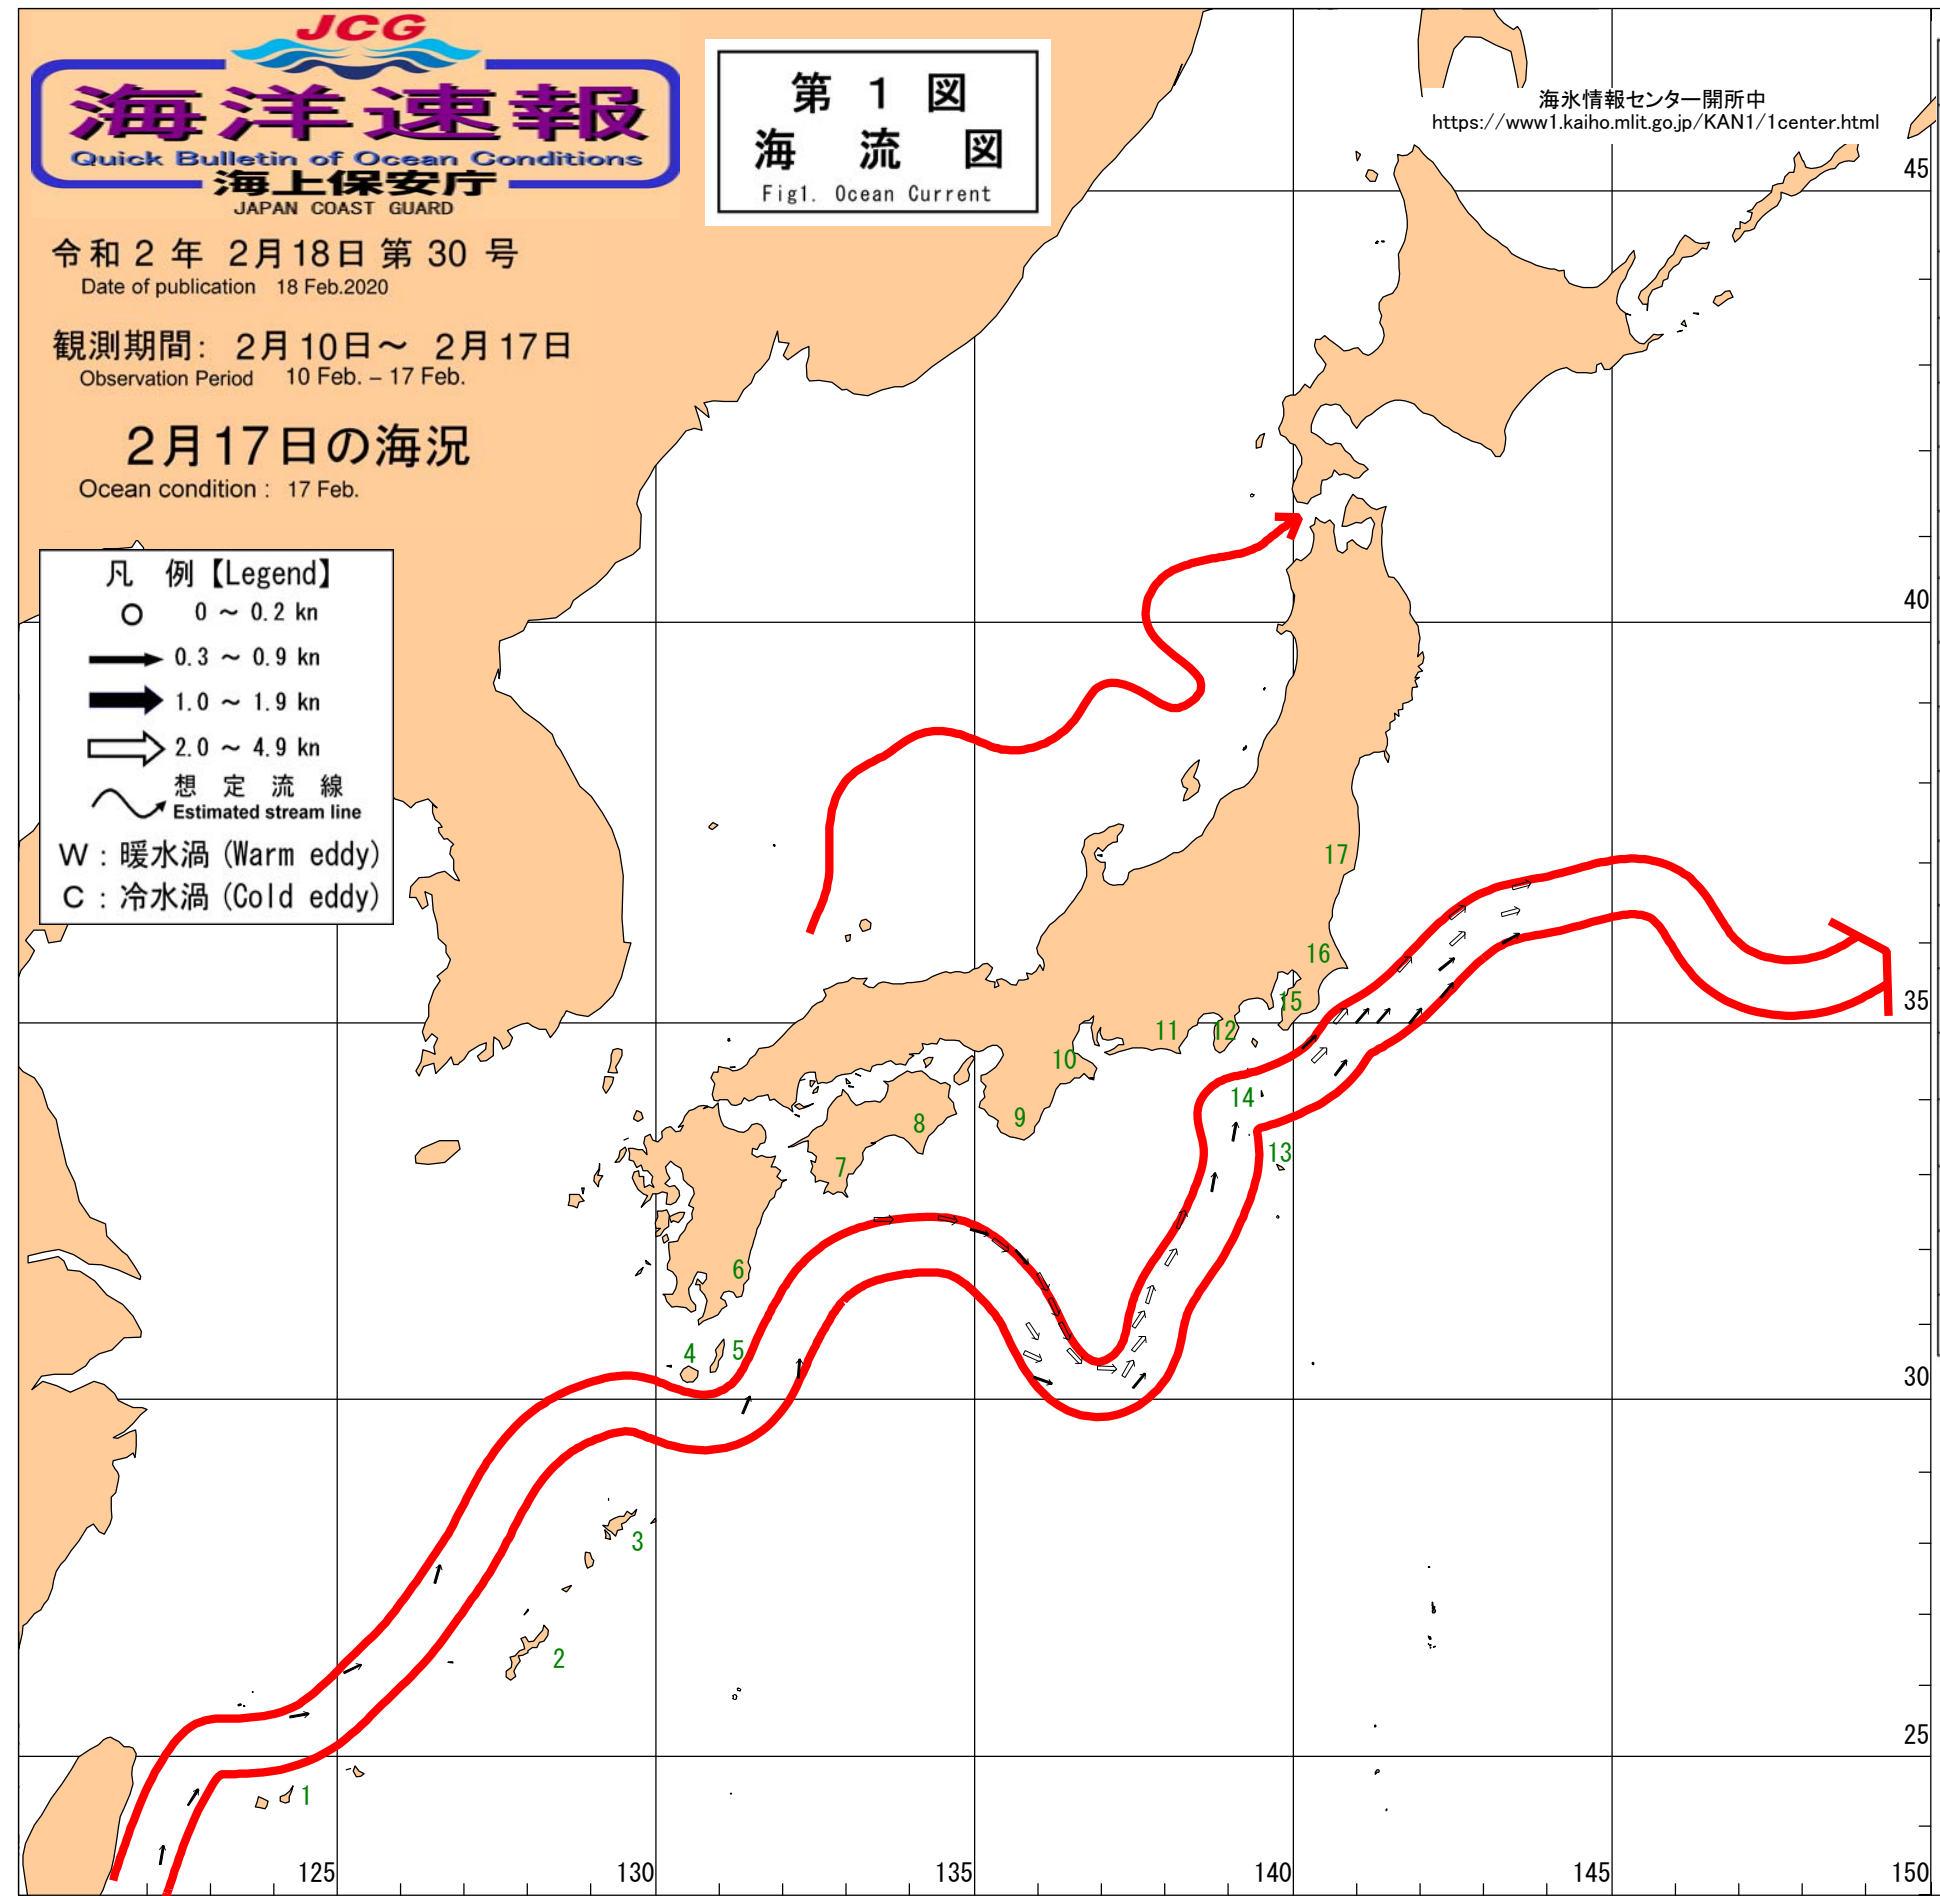 JCG
海洋速報
Quick Bulletin of Ocean Conditions
海上保安庁
JAPAN COAST GUARD
令和 2 年 2月18日 第 30 号
Date of publication 18 Feb.2020
観測期間: 2月10日～ 2月17日
Observation Period 10 Feb. – 17 Feb.
2月17日の海況
Ocean condition : 17 Feb.
第 1 図
海 流 図
Fig1. Ocean Current
海氷情報センター開所中
https://www1.kaiho.mlit.go.jp/KAN1/1center.html
凡 例【Legend】
0 ～ 0.2 kn
0.3 ～ 0.9 kn
1.0 ～ 1.9 kn
2.0 ～ 4.9 kn
想 定 流 線
Estimated stream line
W : 暖水渦 (Warm eddy)
C : 冷水渦 (Cold eddy)
45
40
17
16
35
15
12
11
10
14
9
8
13
7
6
5
4
30
3
2
25
1
125
130
135
140
145
150